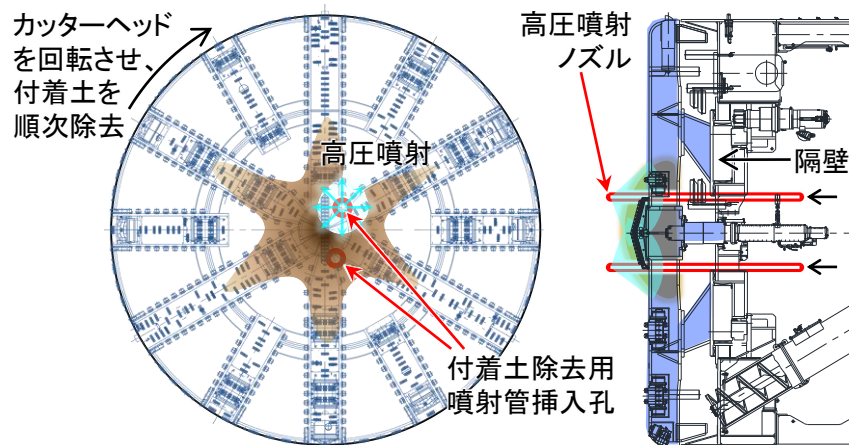 カッターヘッド
を回転させ、
付着土を
順次除去
高圧噴射
高圧噴射
ノズル
隔壁
付着土除去用
噴射管挿入孔